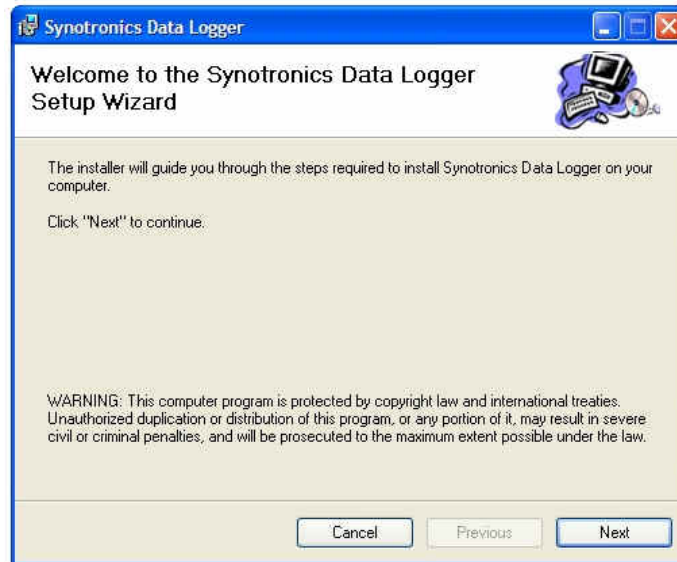 Synotronics Data Logger
Welcome to the Synotronics Data Logger
Setup Wizard
The installer will guide you through the steps required to install Synotronics Data Logger on your
computer.
Click "Next" to continue.
WARNING: This computer program is protected by copyright law and international treaties.
Unauthorized duplication or distribution of this program, or any portion of it, may result in severe
civil or criminal penalties, and will be prosecuted to the maximum extent possible under the law.
Cancel Previous Next